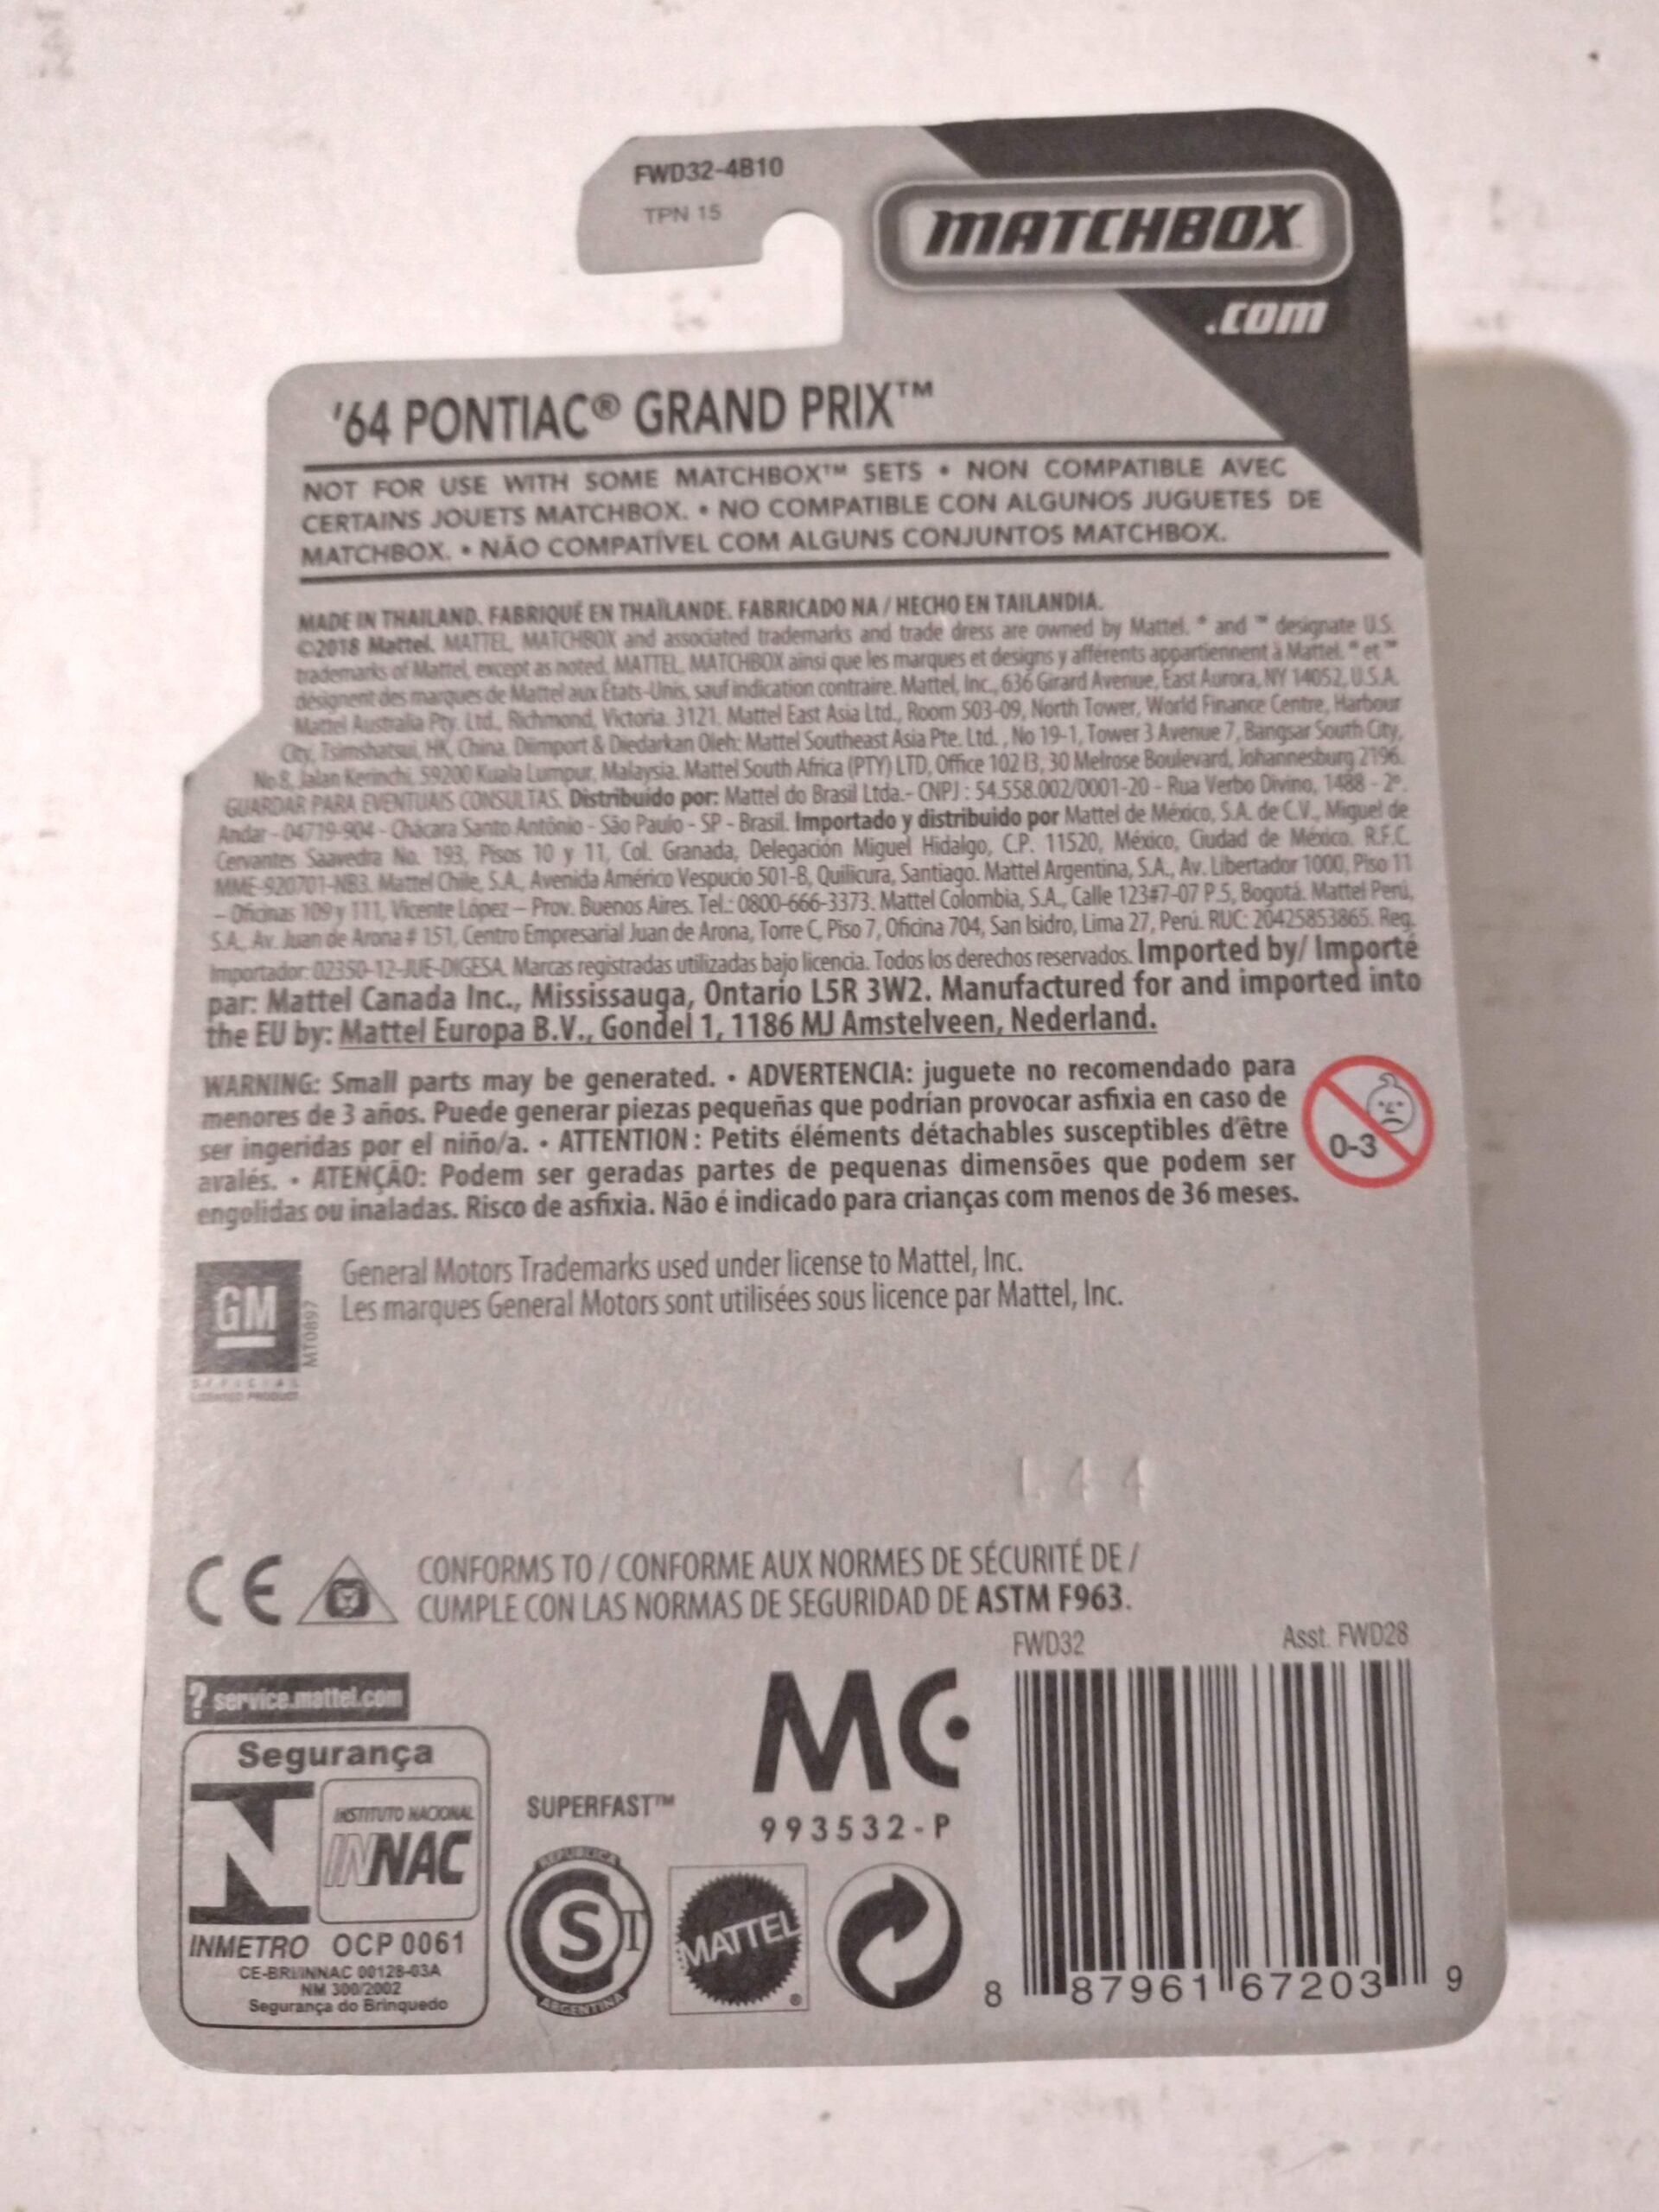 FWD32-4B10
TPN 15
MATCHBOX
.com
'64 PONTIAC® GRAND PRIX™
NOT FOR USE WITH SOME MATCHBOX™ SETS • NON COMPATIBLE AVEC
CERTAINS JOUETS MATCHBOX. • NO COMPATIBLE CON ALGUNOS JUGUETES DE
MATCHBOX. • NÃO COMPATÍVEL COM ALGUNS CONJUNTOS MATCHBOX.
MADE IN THAILAND. FABRIQUÉ EN THAÏLANDE. FABRICADO NA / HECHO EN TAILANDIA.
©2018 Mattel. MATTEL, MATCHBOX and associated trademarks and trade dress are owned by Mattel. ® and ™ designate U.S.
trademarks of Mattel, except as noted. MATTEL, MATCHBOX ainsi que les marques et designs y afférents appartiennent à Mattel. ® et ™
désignent des marques de Mattel aux États-Unis, sauf indication contraire. Mattel, Inc., 636 Girard Avenue, East Aurora, NY 14052, U.S.A.
Mattel Australia Pty. Ltd., Richmond, Victoria. 3121. Mattel East Asia Ltd., Room 503-09, North Tower, World Finance Centre, Harbour
City, Tsimshatsui, HK, China. Diimport & Diedarkan Oleh: Mattel Southeast Asia Pte. Ltd. , No 19-1, Tower 3 Avenue 7, Bangsar South City,
No 8, Jalan Kerinchi, 59200 Kuala Lumpur, Malaysia. Mattel South Africa (PTY) LTD, Office 102 I3, 30 Melrose Boulevard, Johannesburg 2196.
GUARDAR PARA EVENTUAIS CONSULTAS. Distribuído por: Mattel do Brasil Ltda.- CNPJ : 54.558.002/0001-20 - Rua Verbo Divino, 1488 - 2º.
Andar - 04719-904 - Chácara Santo Antônio - São Paulo - SP - Brasil. Importado y distribuido por Mattel de México, S.A. de C.V., Miguel de
Cervantes Saavedra No. 193, Pisos 10 y 11, Col. Granada, Delegación Miguel Hidalgo, C.P. 11520, México, Ciudad de México. R.F.C.
MME-920701-NB3. Mattel Chile, S.A., Avenida Américo Vespucio 501-B, Quilicura, Santiago. Mattel Argentina, S.A., Av. Libertador 1000, Piso 11
– Oficinas 109 y 111, Vicente López – Prov. Buenos Aires. Tel.: 0800-666-3373. Mattel Colombia, S.A., Calle 123#7-07 P.5, Bogotá. Mattel Perú,
S.A., Av. Juan de Arona # 151, Centro Empresarial Juan de Arona, Torre C, Piso 7, Oficina 704, San Isidro, Lima 27, Perú. RUC: 20425853865. Reg.
Importador: 02350-12-JUE-DIGESA. Marcas registradas utilizadas bajo licencia. Todos los derechos reservados. Imported by/ Importé
par: Mattel Canada Inc., Mississauga, Ontario L5R 3W2. Manufactured for and imported into
the EU by: Mattel Europa B.V., Gondel 1, 1186 MJ Amstelveen, Nederland.
WARNING: Small parts may be generated. • ADVERTENCIA: juguete no recomendado para
menores de 3 años. Puede generar piezas pequeñas que podrían provocar asfixia en caso de
ser ingeridas por el niño/a. • ATTENTION : Petits éléments détachables susceptibles d'être
avalés. • ATENÇÃO: Podem ser geradas partes de pequenas dimensões que podem ser
engolidas ou inaladas. Risco de asfixia. Não é indicado para crianças com menos de 36 meses.
0-3
General Motors Trademarks used under license to Mattel, Inc.
Les marques General Motors sont utilisées sous licence par Mattel, Inc.
GM
MT0897
OFFICIAL
LICENSED PRODUCT
L44
CE
CONFORMS TO / CONFORME AUX NORMES DE SÉCURITÉ DE /
CUMPLE CON LAS NORMAS DE SEGURIDAD DE ASTM F963.
FWD32
Asst. FWD28
? service.mattel.com
Segurança
INSTITUTO NACIONAL
INNAC
INMETRO OCP 0061
CE-BRI/INNAC 00128-03A
NM 300/2002
Segurança do Brinquedo
SUPERFAST™
MC
993532-P
REPUBLICA
S
I
ARGENTINA
MATTEL
®
8 87961 67203 9